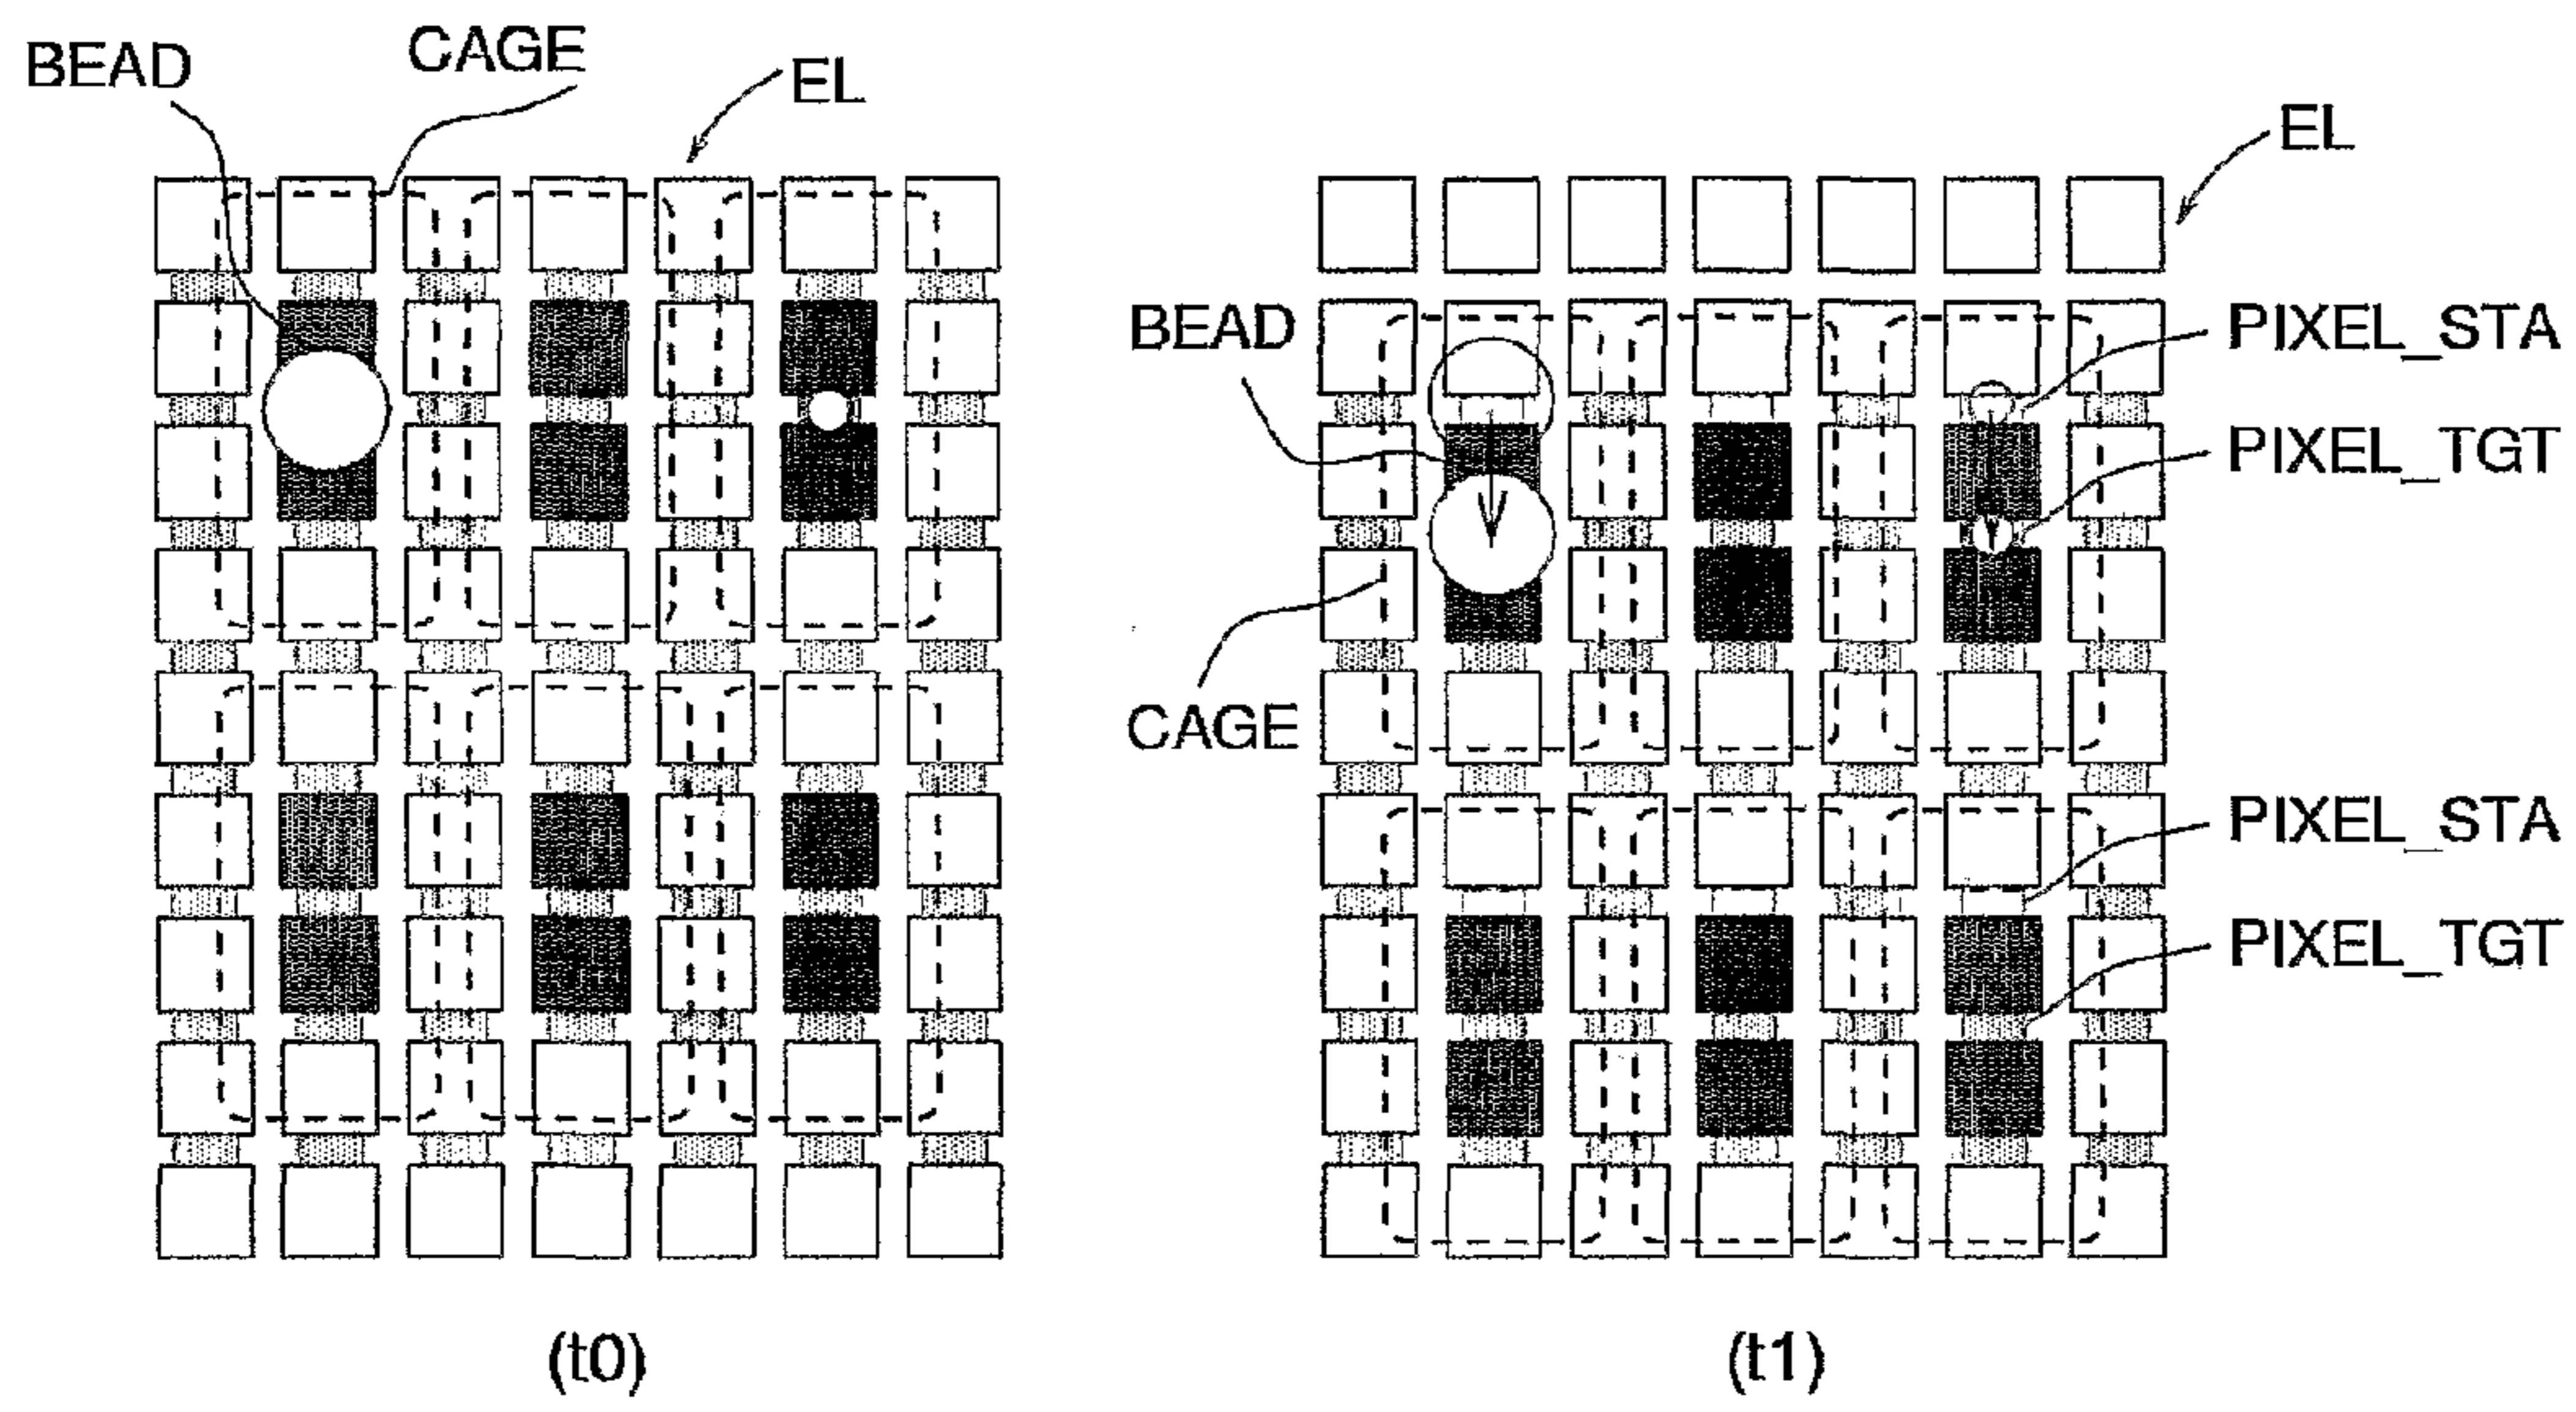 BEAD
CAGE
EL
EL
BEAD
PIXEL_STA
PIXEL_TGT
CAGE
PIXEL_STA
PIXEL_TGT
(t0)
(t1)